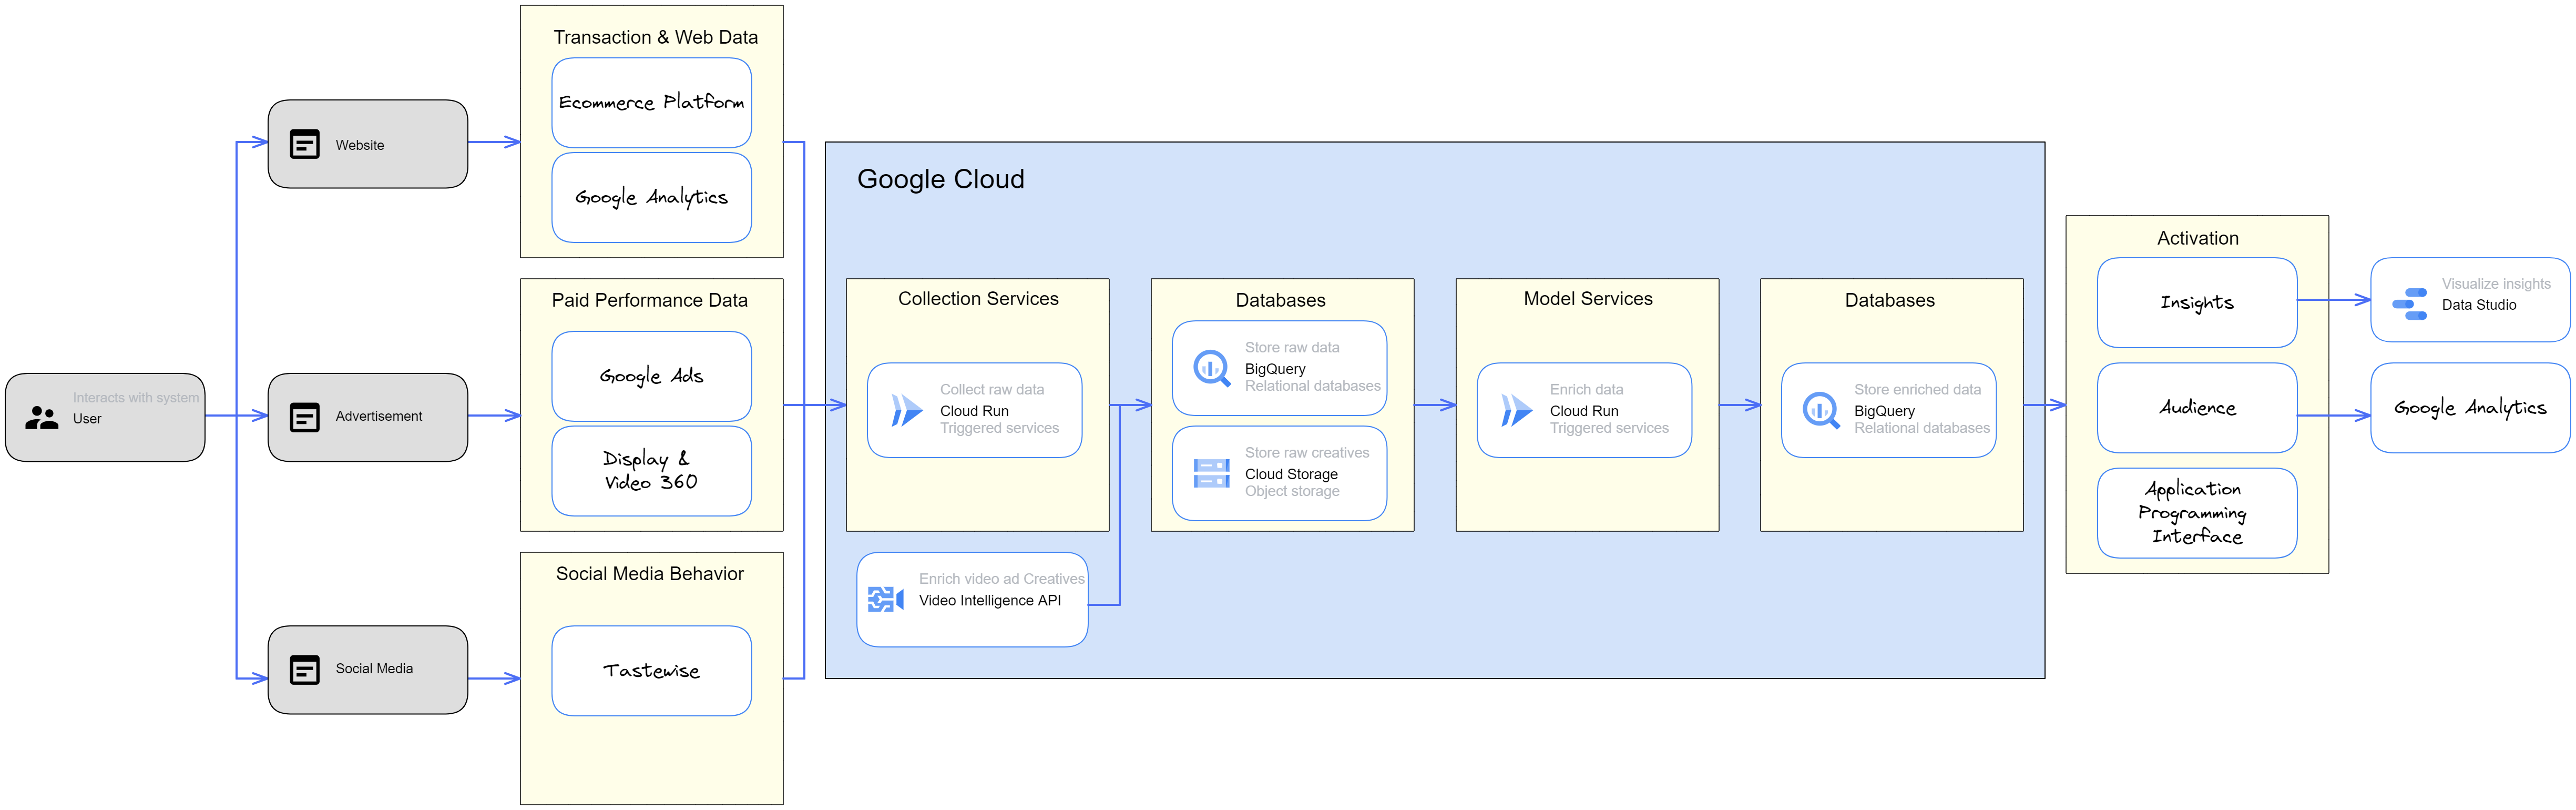 Interacts with system
User
Website
Advertisement
Social Media
Transaction & Web Data
Ecommerce Platform
Google Analytics
Paid Performance Data
Google Ads
Display &
Video 360
Social Media Behavior
Tastewise
Google Cloud
Collection Services
Collect raw data
Cloud Run
Triggered services
Enrich video ad Creatives
Video Intelligence API
Databases
Store raw data
BigQuery
Relational databases
Store raw creatives
Cloud Storage
Object storage
Model Services
Enrich data
Cloud Run
Triggered services
Databases
Store enriched data
BigQuery
Relational databases
Activation
Insights
Audience
Application
Programming
Interface
Visualize insights
Data Studio
Google Analytics